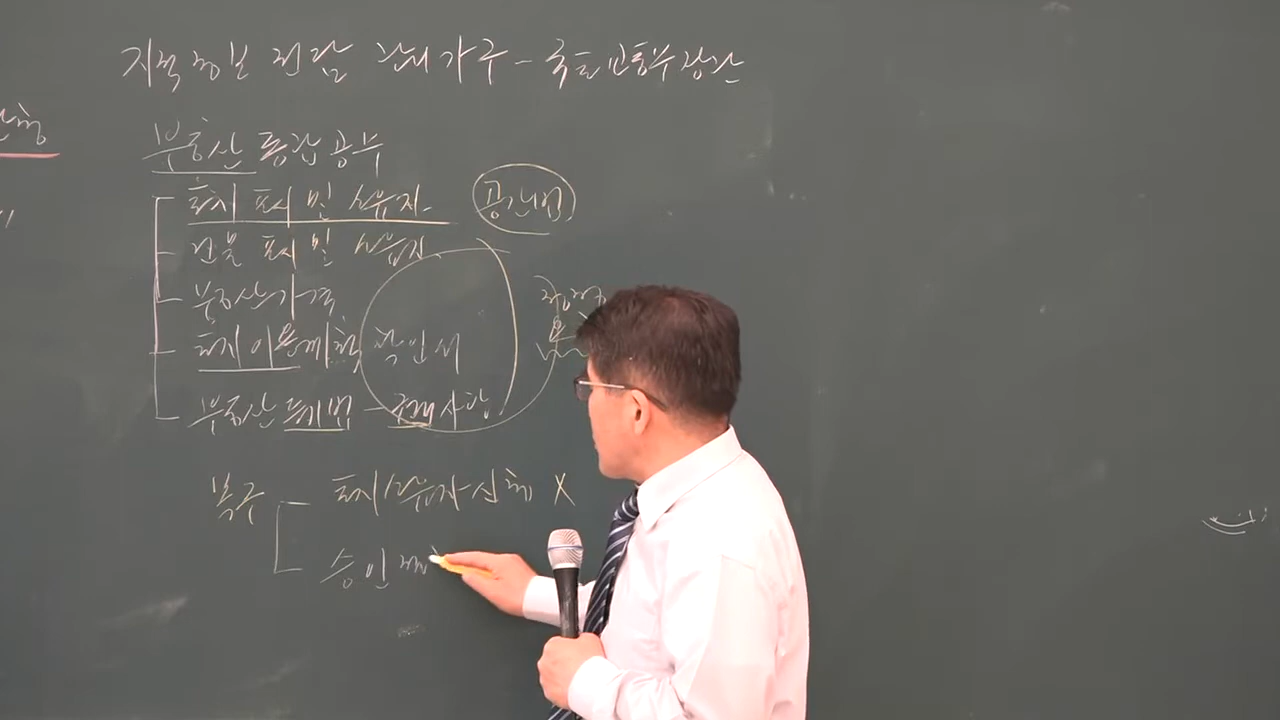 지적정보 전담 관리기구 - 국토교통부장관
부동산 종합공부
토지 표시 및 소유자 공간법
건물 표시 및 소유자
부동산가격
토지이용계획 확인서
부동산등기법 - 권리사항
복구 토지소유자 신청 X
승인